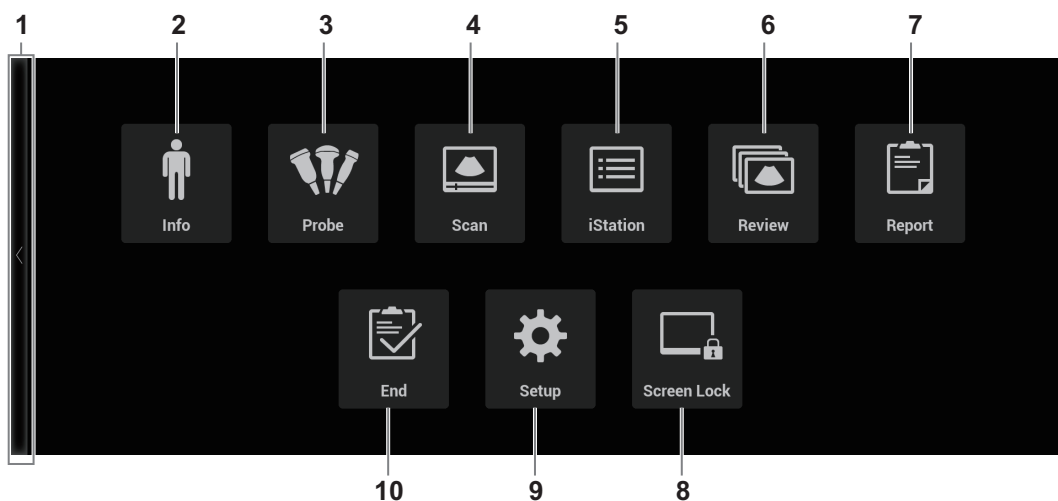 1 2 3 4 5 6 7
Info Probe Scan iStation Review Report
End Setup Screen Lock
10 9 8